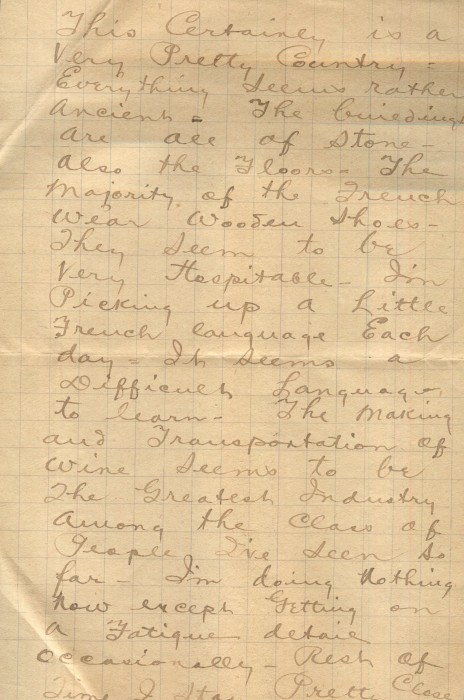 This Certainly is a
Very Pretty Country =
Everything Seems rather
Ancient - The buildings
are all of Stone -
Also the Floors - The
Majority of the French
Wear Wooden Shoes -
They Seem to be
Very Hospitable - I'm
Picking up a Little
French language Each
day = It Seems a
Difficult Language
to learn - The Making
and Transportation of
Wine Seems to be
The Greatest Industry
Among the Class of
People I've Seen So
far - I'm doing Nothing
Now except Getting on
a Fatigue detail
occasionally - Rest of
Time I Stay Pretty Close